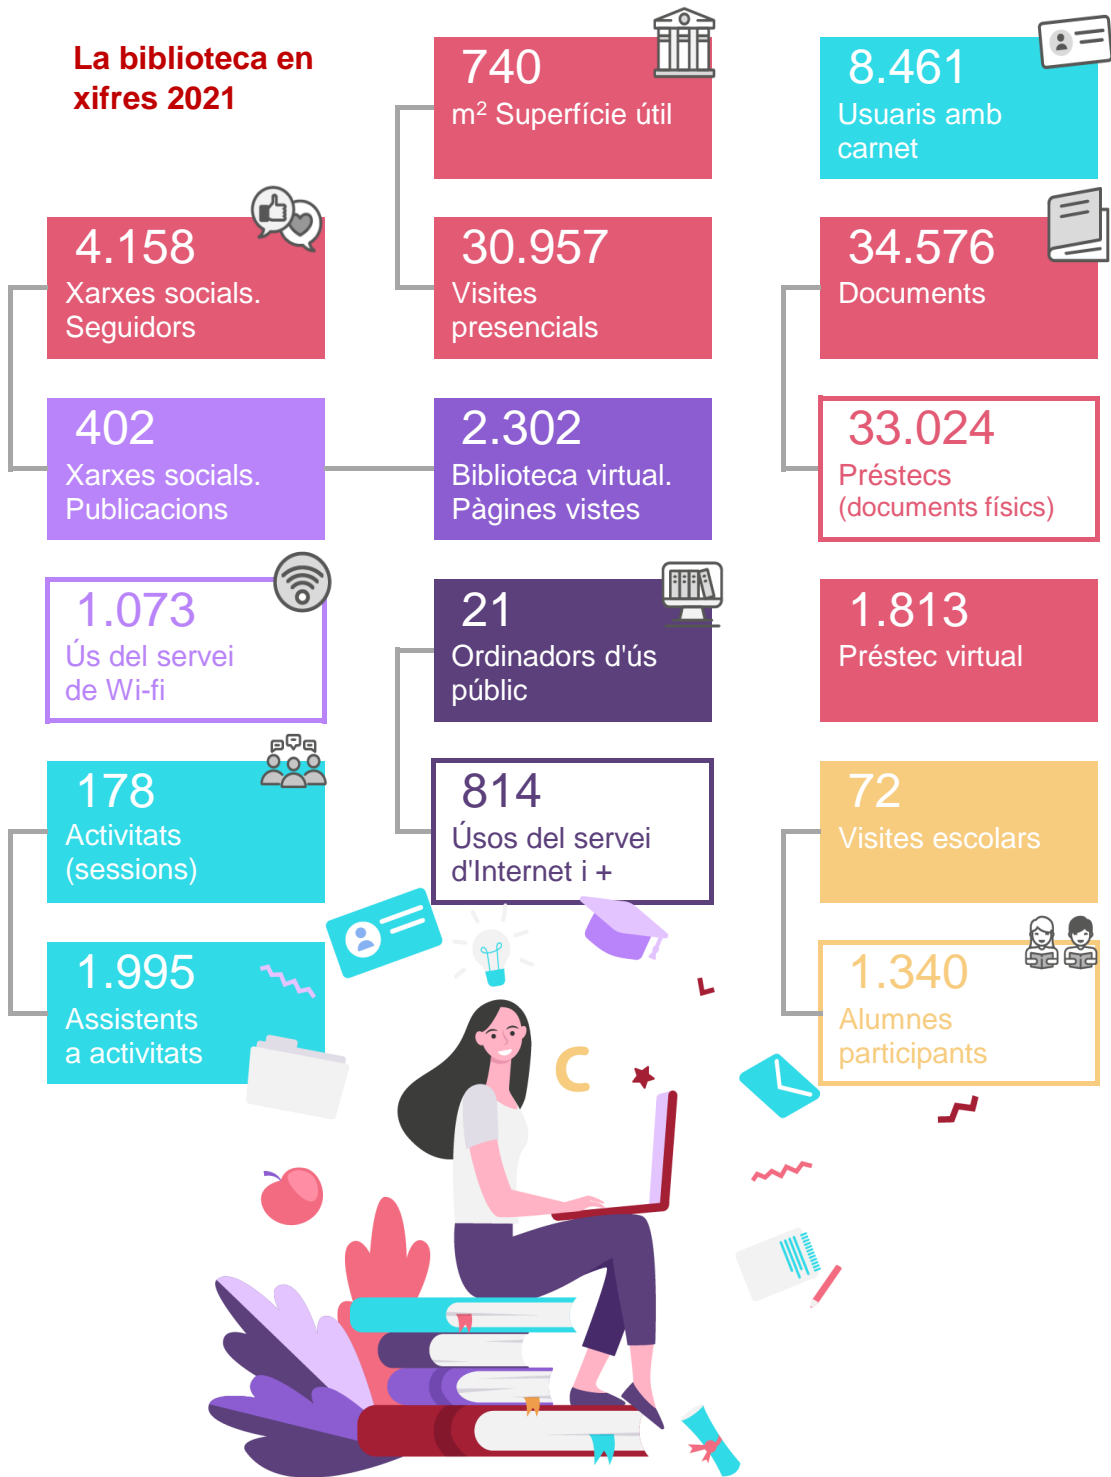 La biblioteca en
xifres 2021
740
m² Superfície útil
8.461
Usuaris amb
carnet
4.158
Xarxes socials.
Seguidors
30.957
Visites
presencials
34.576
Documents
402
Xarxes socials.
Publicacions
2.302
Biblioteca virtual.
Pàgines vistes
33.024
Préstecs
(documents físics)
1.073
Ús del servei
de Wi-fi
21
Ordinadors d'ús
públic
1.813
Préstec virtual
178
Activitats
(sessions)
814
Úsos del servei
d'Internet i +
72
Visites escolars
1.995
Assistents
a activitats
1.340
Alumnes
participants